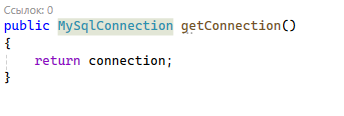 Ссылок: 0
public MySqlConnection getConnection()
{
    return connection;
}